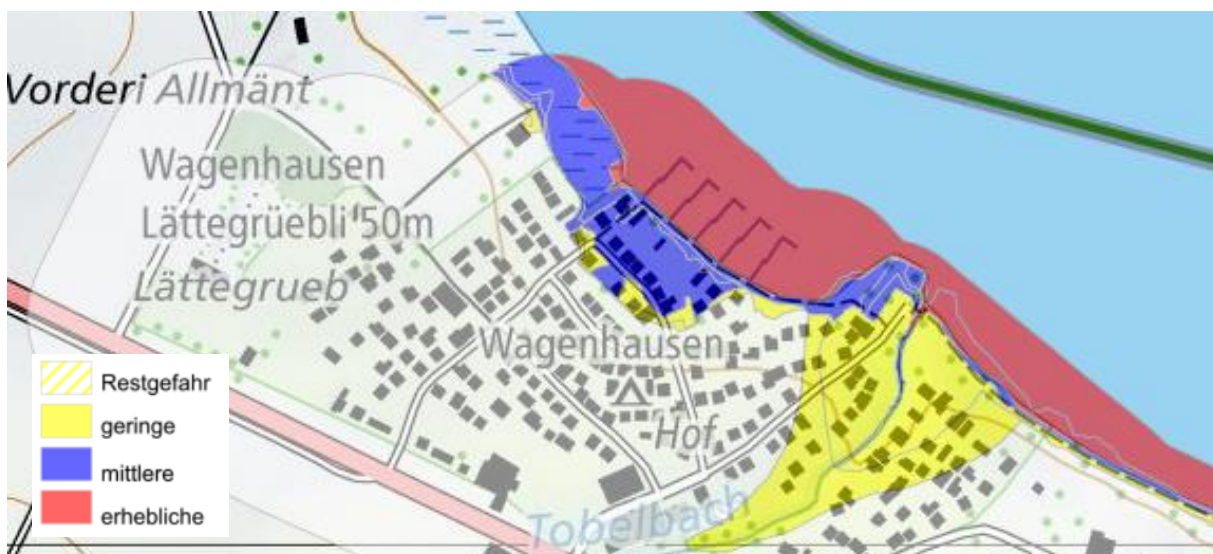 Vorderi Allmänt
Wagenhausen
Lättegrüebli 50m
Lättegrueb
Wagenhausen
Hof
Tobelbach
Restgefahr
geringe
mittlere
erhebliche